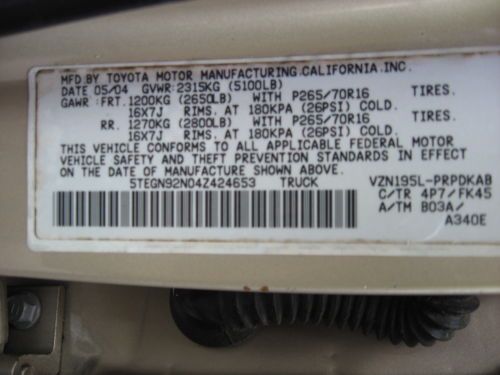 MFD BY TOYOTA MOTOR MANUFACTURING,CALIFORNIA.INC.
DATE 05/04 GVWR:2315KG (5100LB)
GAWR :FRT.1200KG (2650LB) WITH P265/70R16 TIRES.
16X7J RIMS. AT 180KPA (26PSI) COLD.
RR. 1270KG (2800LB) WITH P265/70R16 TIRES.
16X7J RIMS. AT 180KPA (26PSI) COLD.
THIS VEHICLE CONFORMS TO ALL APPLICABLE FEDERAL MOTOR
VEHICLE SAFETY AND THEFT PREVENTION STANDARDS IN EFFECT
ON THE DATE OF MANUFACTURE SHOWN ABOVE.
5TEGN92N04Z424653 TRUCK VZN195L-PRPDKAB
C/TR 4P7/FK45
A/TM B03A/
A340E